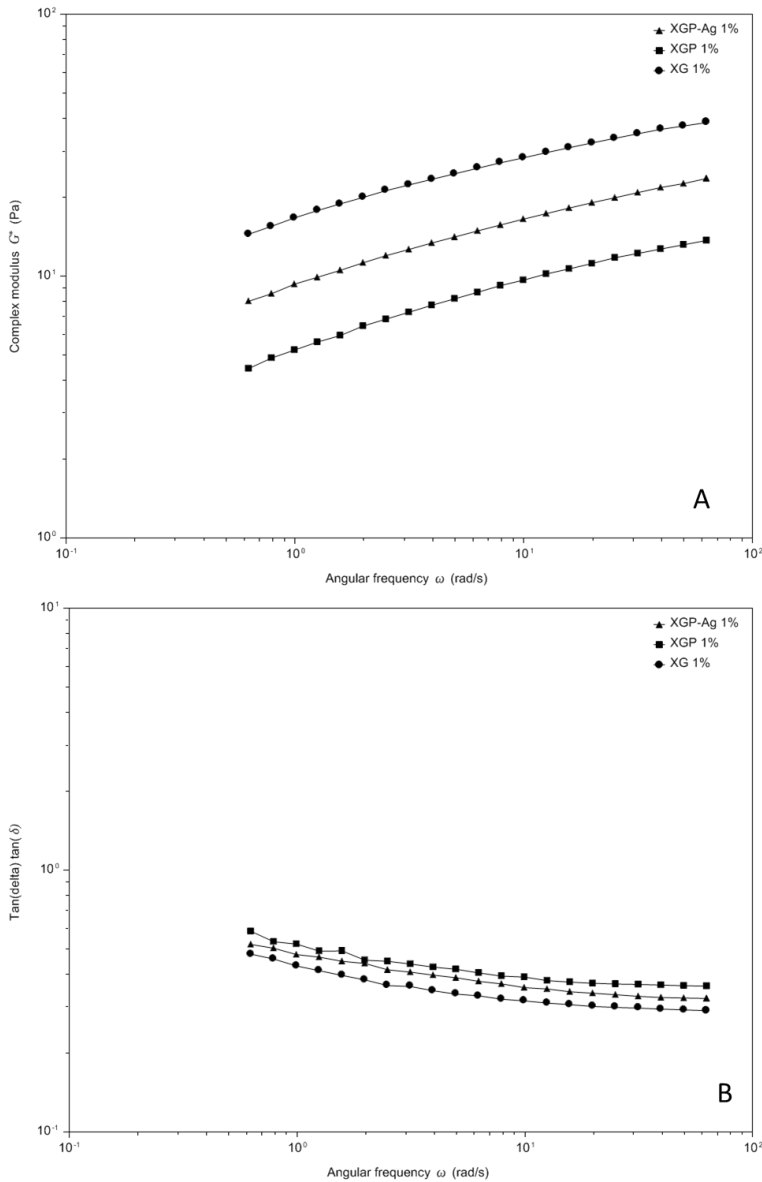 10²
XGP-Ag 1%
XGP 1%
XG 1%
Complex modulus G* (Pa)
10¹
A
10⁰
10⁻¹ 10⁰ 10¹ 10²
Angular frequency ω (rad/s)
10¹
XGP-Ag 1%
XGP 1%
XG 1%
Tan(delta) tan(δ)
10⁰
B
10⁻¹
10⁻¹ 10⁰ 10¹ 10²
Angular frequency ω (rad/s)